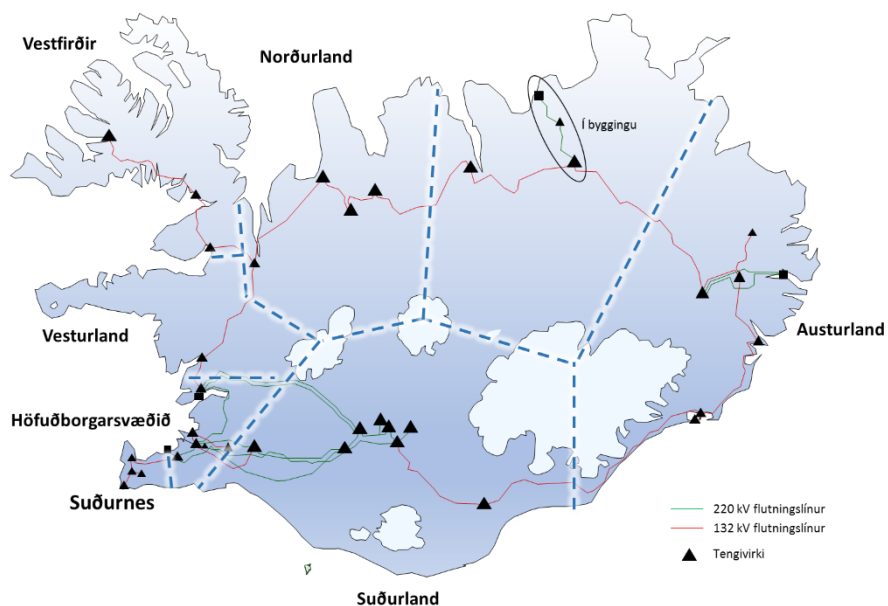 Vestfirðir
Norðurland
Í byggingu
Vesturland
Austurland
Höfuðborgarsvæðið
Suðurnes
220 kV flutningslínur
132 kV flutningslínur
Tengivirki
Suðurland